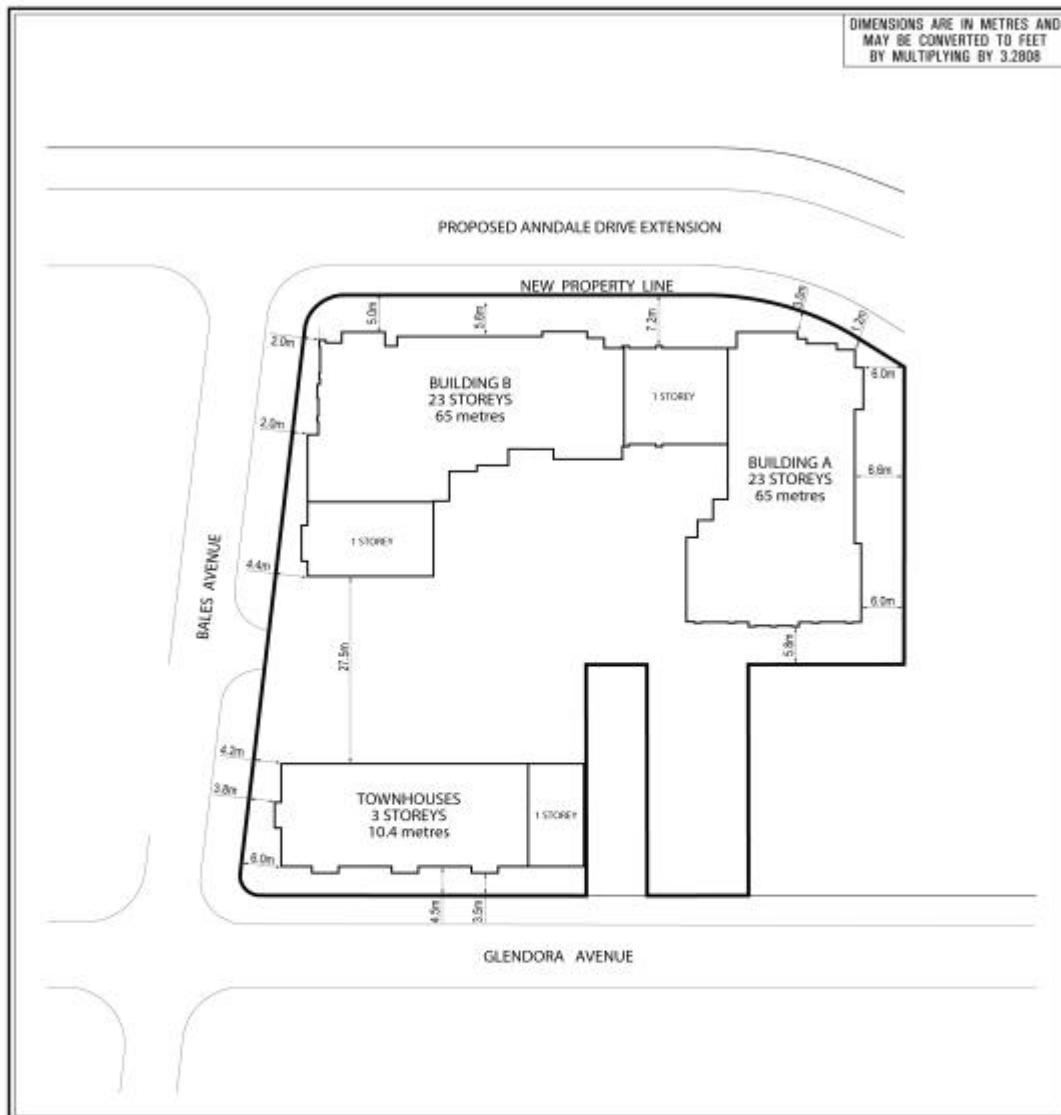 DIMENSIONS ARE IN METRES AND
MAY BE CONVERTED TO FEET
BY MULTIPLYING BY 3.2808
PROPOSED ANNDALE DRIVE EXTENSION
NEW PROPERTY LINE
5.0m
5.6m
7.2m
3.0m
1.2m
2.0m
6.0m
BUILDING B
23 STOREYS
65 metres
1 STOREY
2.0m
BUILDING A
23 STOREYS
65 metres
6.6m
1 STOREY
4.4m
BALES AVENUE
6.0m
5.8m
27.5m
4.2m
3.8m
TOWNHOUSES
3 STOREYS
10.4 metres
1 STOREY
6.0m
4.5m
3.5m
GLENDORA AVENUE